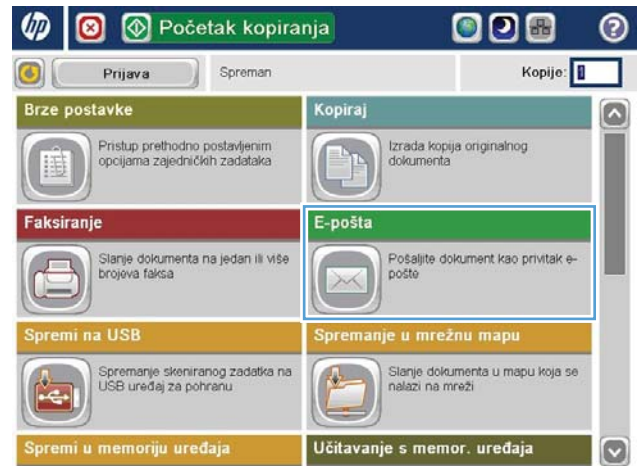 hp
Početak kopiranja
?
Prijava
Spreman
Kopije: 1
Brze postavke
Kopiraj
Pristup prethodno postavljenim
opcijama zajedničkih zadataka
Izrada kopija originalnog
dokumenta
Faksiranje
E-pošta
Slanje dokumenta na jedan ili više
brojeva faksa
Pošaljite dokument kao privitak e-
pošte
Spremi na USB
Spremanje u mrežnu mapu
Spremanje skeniranog zadatka na
USB uređaj za pohranu
Slanje dokumenta u mapu koja se
nalazi na mreži
Spremi u memoriju uređaja
Učitavanje s memor. uređaja